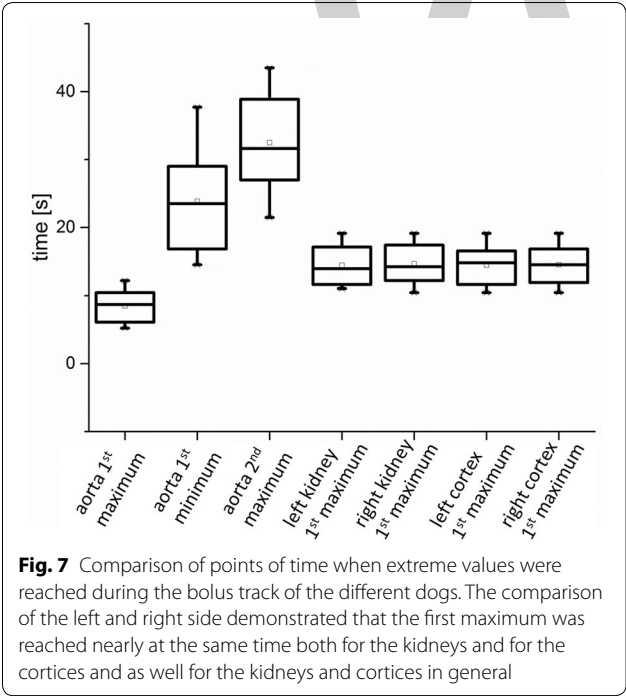 time [s]
40
20
0
aorta 1st
maximum
aorta 1st
minimum
aorta 2nd
maximum
left kidney
1st maximum
right kidney
1st maximum
left cortex
1st maximum
right cortex
1st maximum
Fig. 7 Comparison of points of time when extreme values were
reached during the bolus track of the different dogs. The comparison
of the left and right side demonstrated that the first maximum was
reached nearly at the same time both for the kidneys and for the
cortices and as well for the kidneys and cortices in general